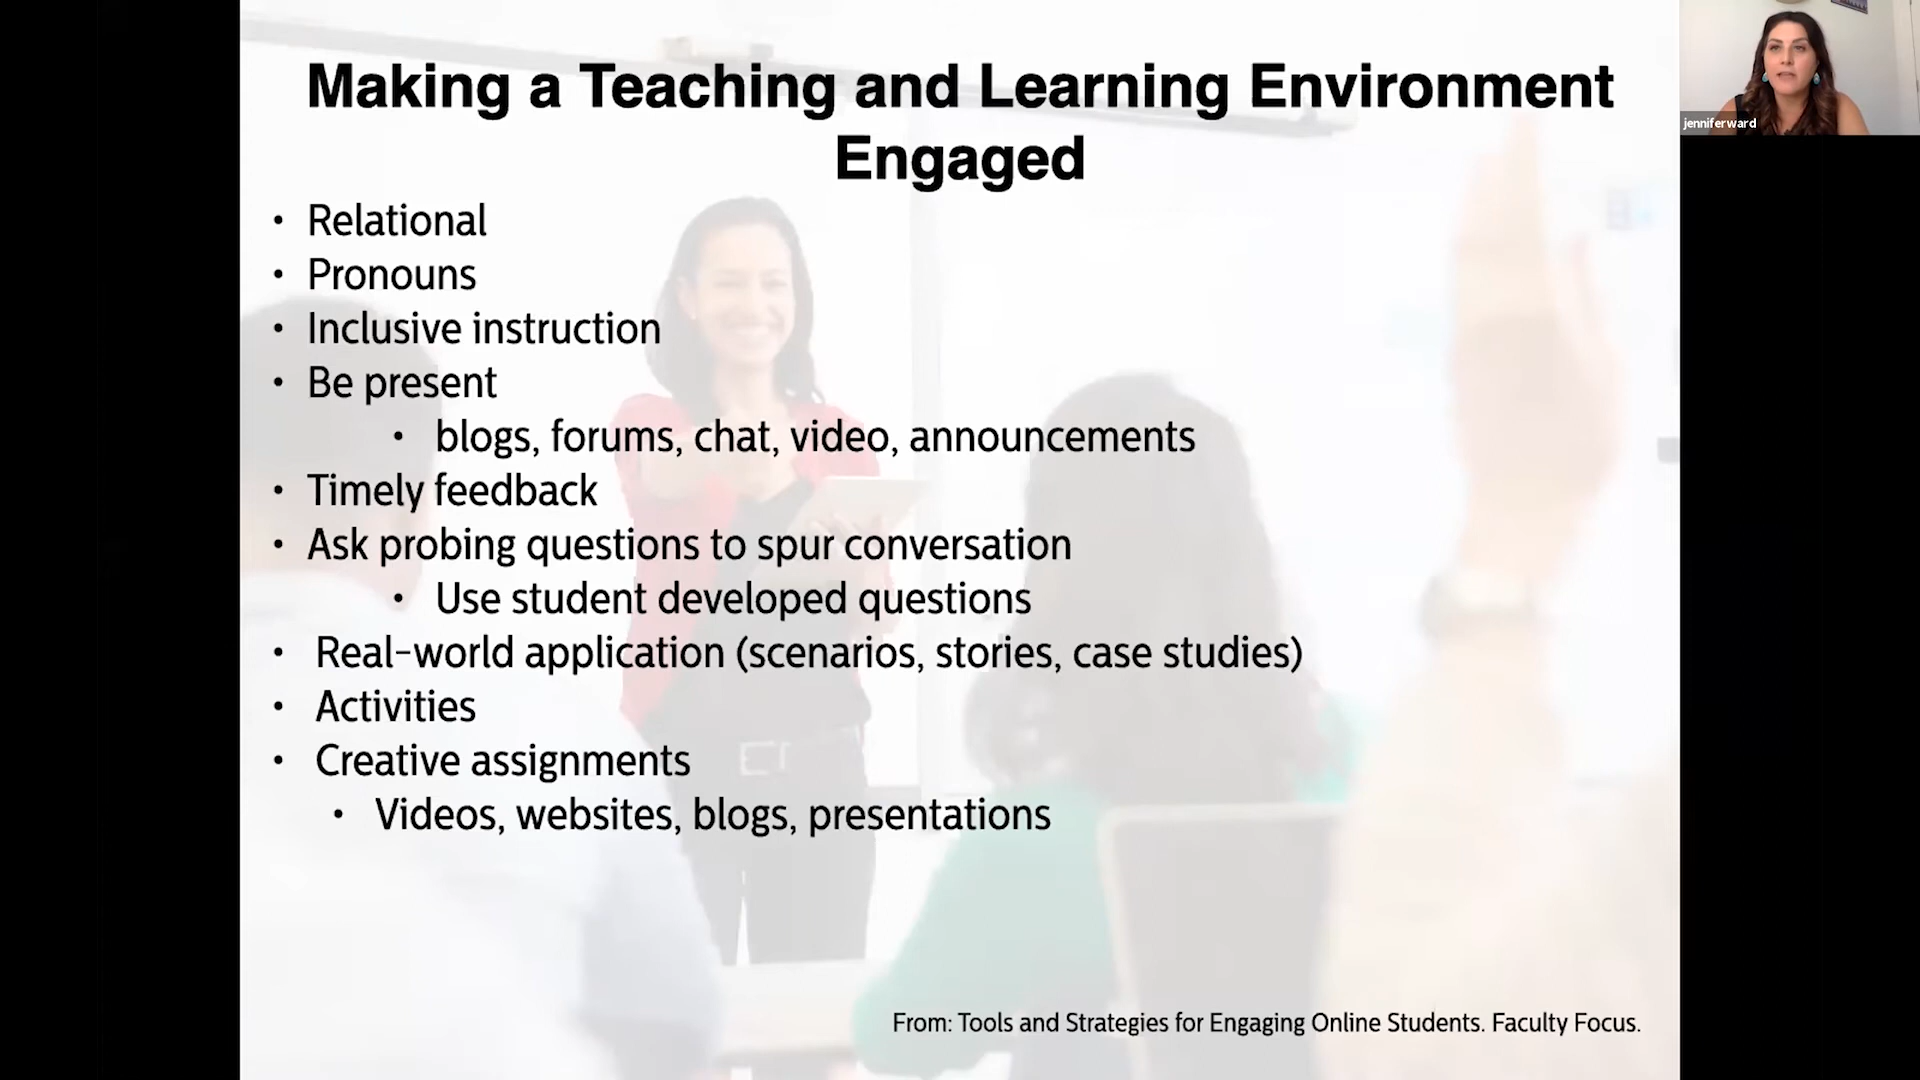 Making a Teaching and Learning Environment
Engaged
jenniferward
• Relational
• Pronouns
• Inclusive instruction
• Be present
• blogs, forums, chat, video, announcements
• Timely feedback
• Ask probing questions to spur conversation
• Use student developed questions
• Real-world application (scenarios, stories, case studies)
• Activities
• Creative assignments
• Videos, websites, blogs, presentations
From: Tools and Strategies for Engaging Online Students. Faculty Focus.